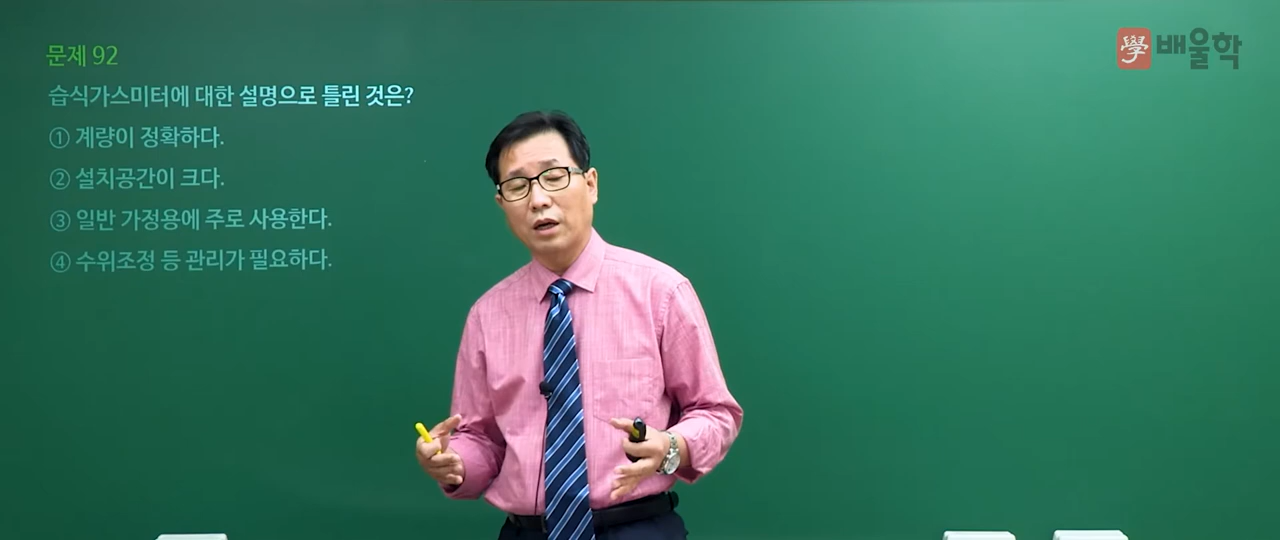 문제 92
學 배울학
습식가스미터에 대한 설명으로 틀린 것은?
① 계량이 정확하다.
② 설치공간이 크다.
③ 일반 가정용에 주로 사용한다.
④ 수위조정 등 관리가 필요하다.